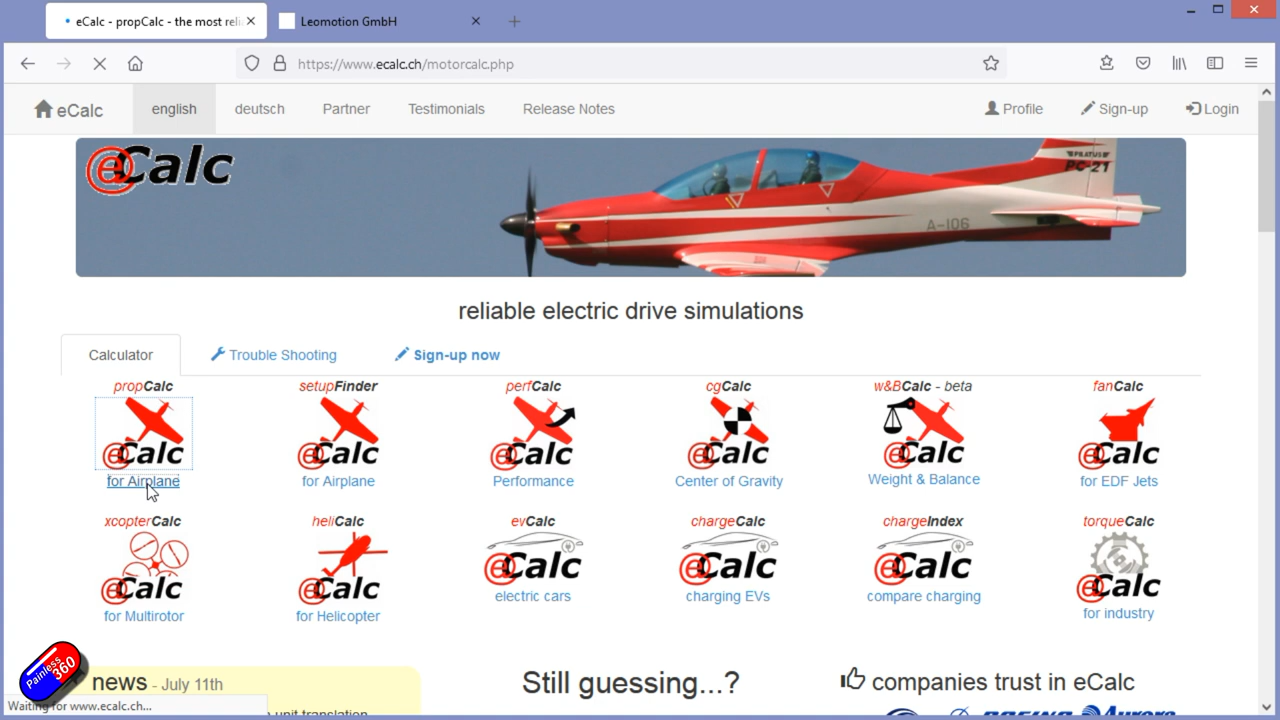 eCalc - propCalc - the most reli
Leomotion GmbH
https://www.ecalc.ch/motorcalc.php
eCalc
english
deutsch
Partner
Testimonials
Release Notes
Profile
Sign-up
Login
eCalc
PILATUS
PC-21
A-106
reliable electric drive simulations
Calculator
Trouble Shooting
Sign-up now
propCalc
setupFinder
perfCalc
cgCalc
w&BCalc - beta
fanCalc
eCalc
eCalc
eCalc
eCalc
eCalc
eCalc
for Airplane
for Airplane
Performance
Center of Gravity
Weight & Balance
for EDF Jets
xcopterCalc
heliCalc
evCalc
chargeCalc
chargeIndex
torqueCalc
eCalc
eCalc
eCalc
eCalc
eCalc
eCalc
for Multirotor
for Helicopter
electric cars
charging EVs
compare charging
for industry
Painless
360
news - July 11th
Still guessing...?
companies trust in eCalc
Waiting for www.ecalc.ch...
unit translation
BOEING
Aurora